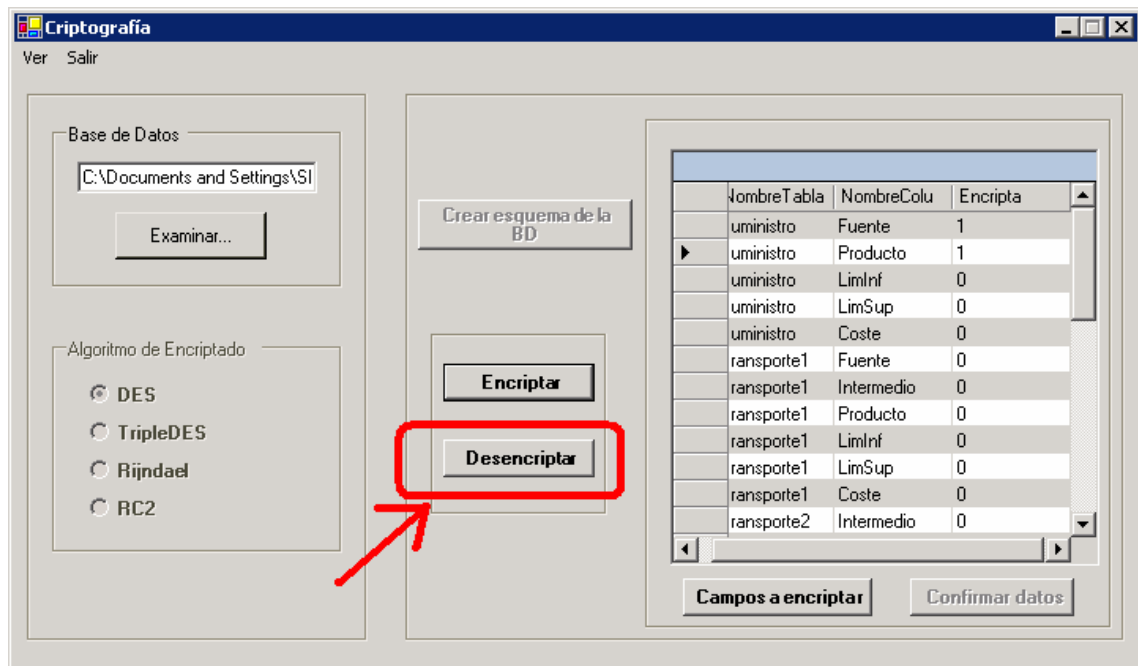 Criptografía
Ver Salir
Base de Datos
C:\Documents and Settings\SI
Examinar...
Algoritmo de Encriptado
DES
TripleDES
Rijndael
RC2
Crear esquema de la
BD
Encriptar
Desencriptar
NombreTabla NombreColu Encripta
uministro Fuente 1
uministro Producto 1
uministro LimInf 0
uministro LimSup 0
uministro Coste 0
ransporte1 Fuente 0
ransporte1 Intermedio 0
ransporte1 Producto 0
ransporte1 LimInf 0
ransporte1 LimSup 0
ransporte1 Coste 0
ransporte2 Intermedio 0
Campos a encriptar Confirmar datos